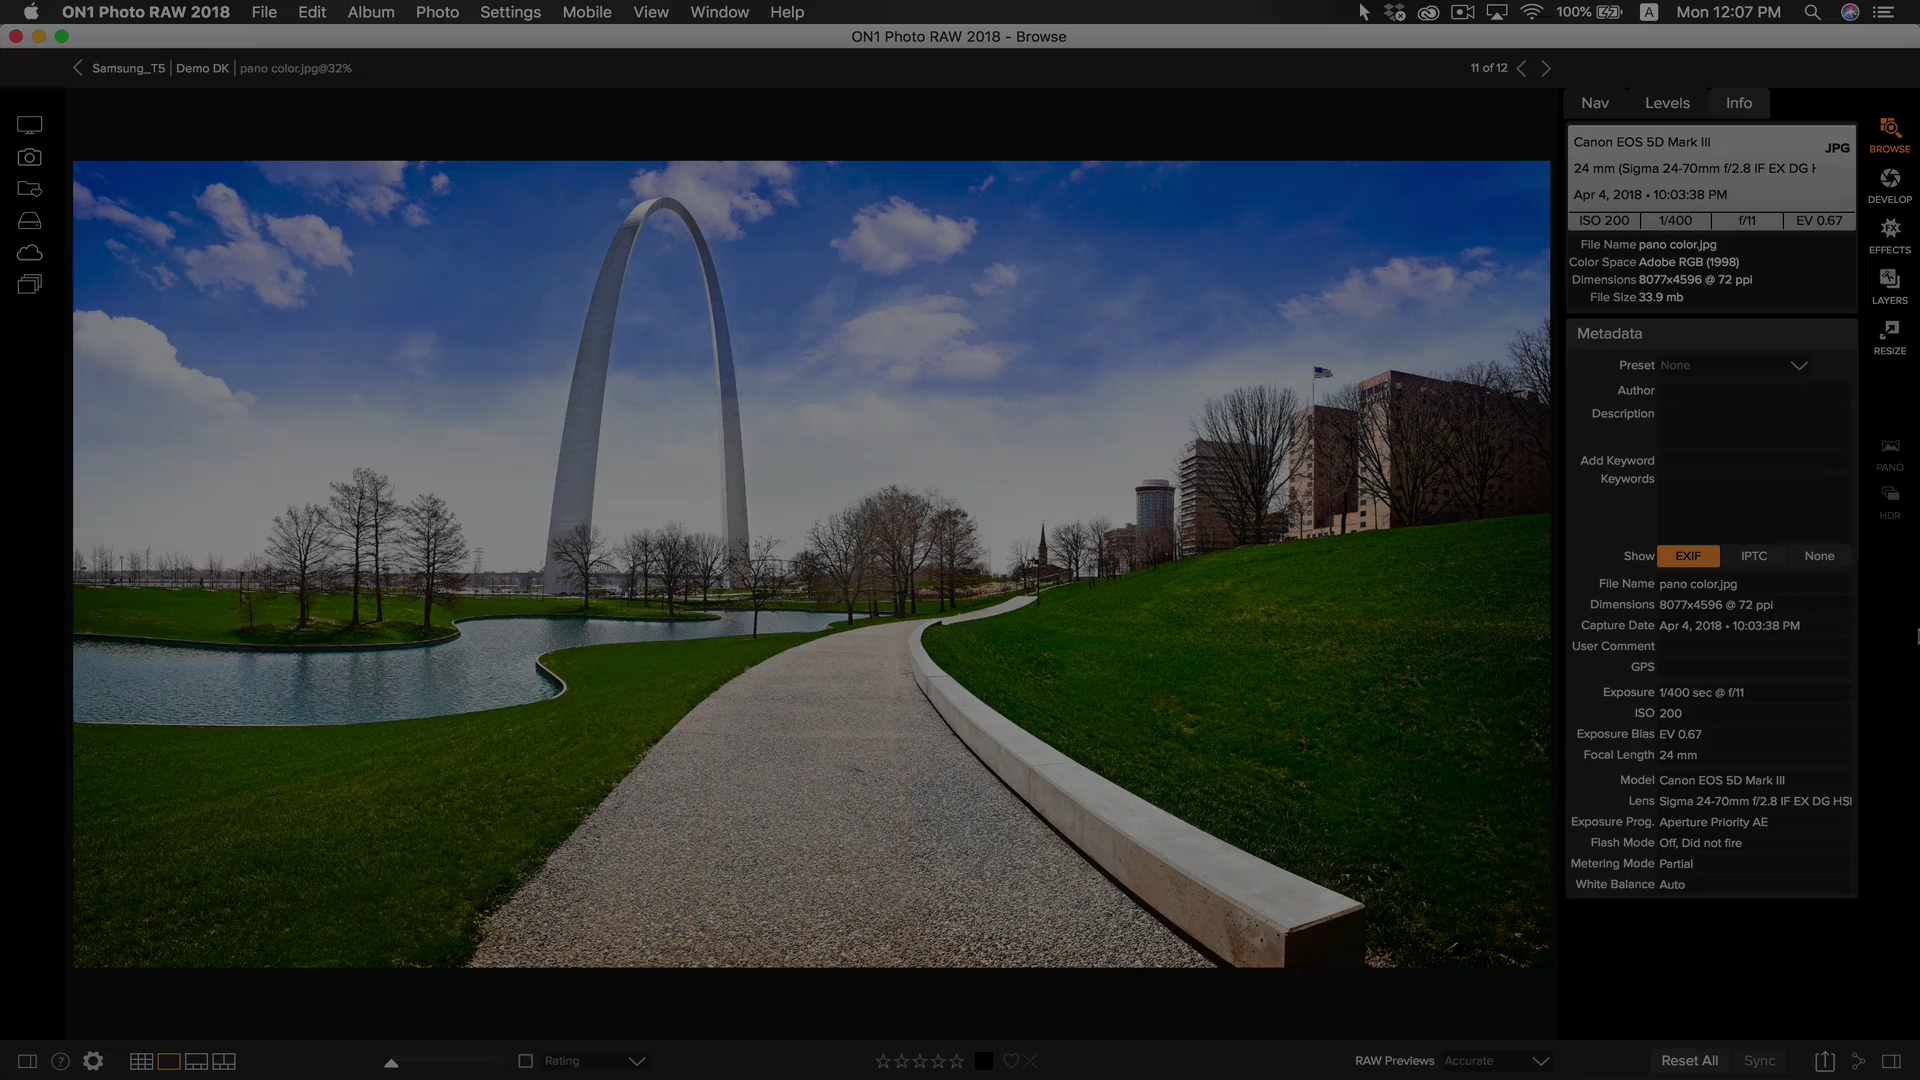 ON1 Photo RAW 2018 File Edit Album Photo Settings Mobile View Window Help 100% A Mon 12:07 PM
ON1 Photo RAW 2018 - Browse
Samsung_T5 | Demo DK | pano color.jpg@32% 11 of 12
Nav Levels Info
Canon EOS 5D Mark III JPG
24 mm (Sigma 24-70mm f/2.8 IF EX DG
Apr 4, 2018 • 10:03:38 PM
ISO 200 1/400 f/11 EV 0.67
File Name pano color.jpg
Color Space Adobe RGB (1998)
Dimensions 8077x4596 @ 72 ppi
File Size 33.9 mb
BROWSE
DEVELOP
EX
EFFECTS
LAYERS
RESIZE
PANO
HDR
Metadata
Preset None
Author
Description
Add Keyword
Keywords
Show EXIF IPTC None
File Name pano color.jpg
Dimensions 8077x4596 @ 72 ppi
Capture Date Apr 4, 2018 • 10:03:38 PM
User Comment
GPS
Exposure 1/400 sec @ f/11
ISO 200
Exposure Bias EV 0.67
Focal Length 24 mm
Model Canon EOS 5D Mark III
Lens Sigma 24-70mm f/2.8 IF EX DG HS
Exposure Prog. Aperture Priority AE
Flash Mode Off, Did not fire
Metering Mode Partial
White Balance Auto
? Rating RAW Previews Accurate Reset All Sync